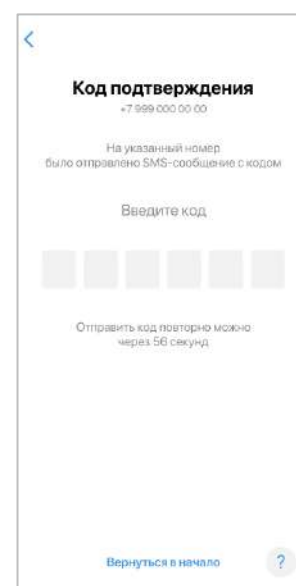 Код подтверждения
+7 999 000 00 00
На указанный номер
было отправлено SMS-сообщение с кодом
Введите код
Отправить код повторно можно
через 56 секунд
Вернуться в начало
?